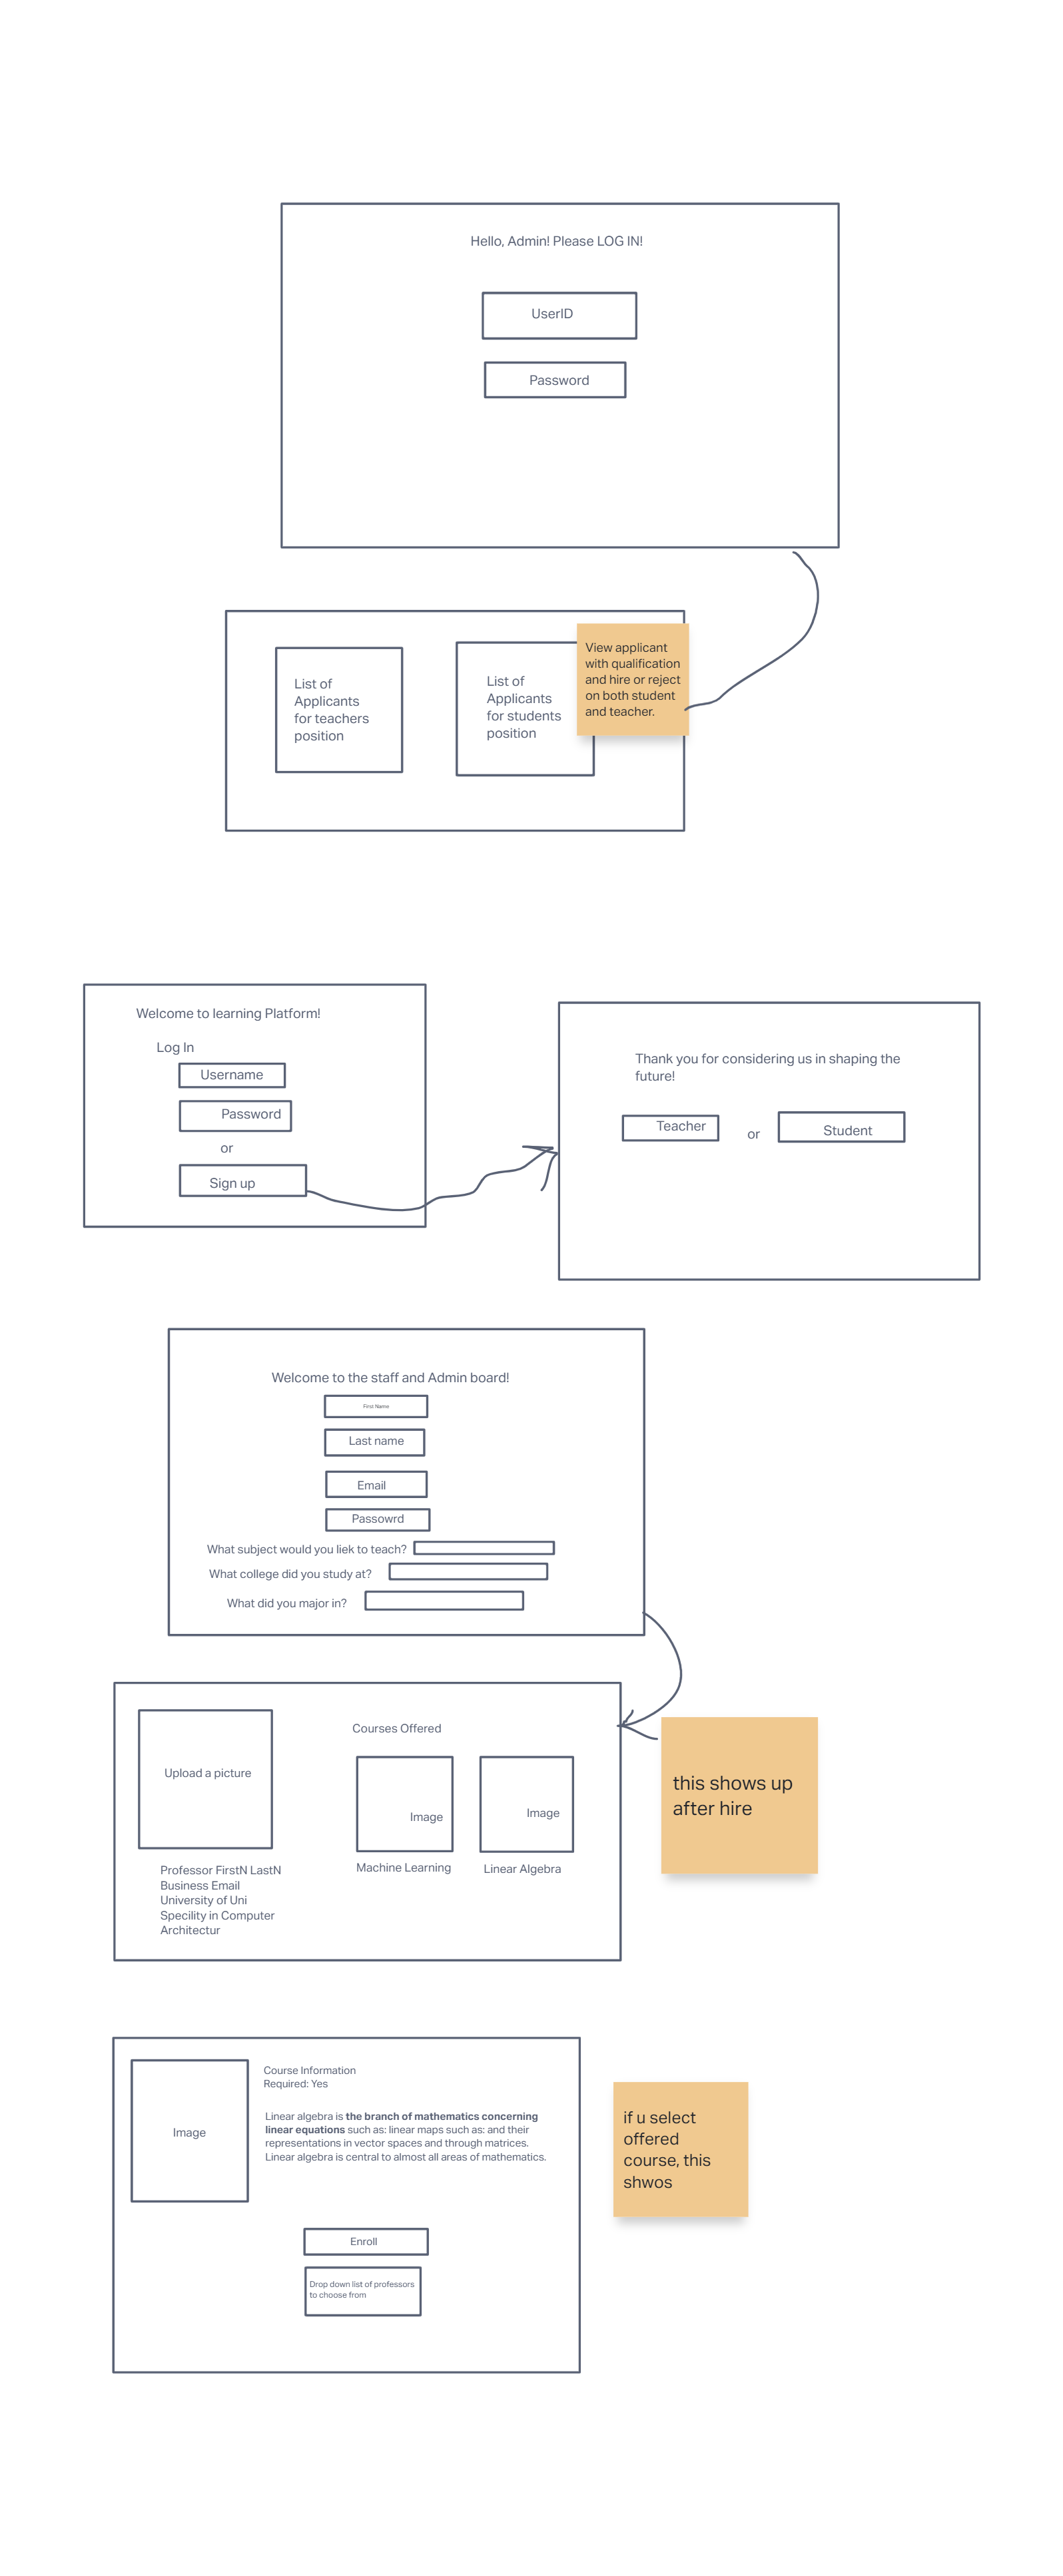 Hello, Admin! Please LOG IN!
UserID
Password
List of
Applicants
for teachers
position
List of
Applicants
for students
position
View applicant
with qualification
and hire or reject
on both student
and teacher.
Welcome to learning Platform!
Log In
Username
Password
or
Sign up
Thank you for considering us in shaping the
future!
Teacher
or
Student
Welcome to the staff and Admin board!
First Name
Last name
Email
Passowrd
What subject would you liek to teach?
What college did you study at?
What did you major in?
Upload a picture
Professor FirstN LastN
Business Email
University of Uni
Specility in Computer
Architectur
Courses Offered
Image
Machine Learning
Image
Linear Algebra
this shows up
after hire
Image
Course Information
Required: Yes
Linear algebra is the branch of mathematics concerning
linear equations such as: linear maps such as: and their
representations in vector spaces and through matrices.
Linear algebra is central to almost all areas of mathematics.
Enroll
Drop down list of professors
to choose from
if u select
offered
course, this
shwos